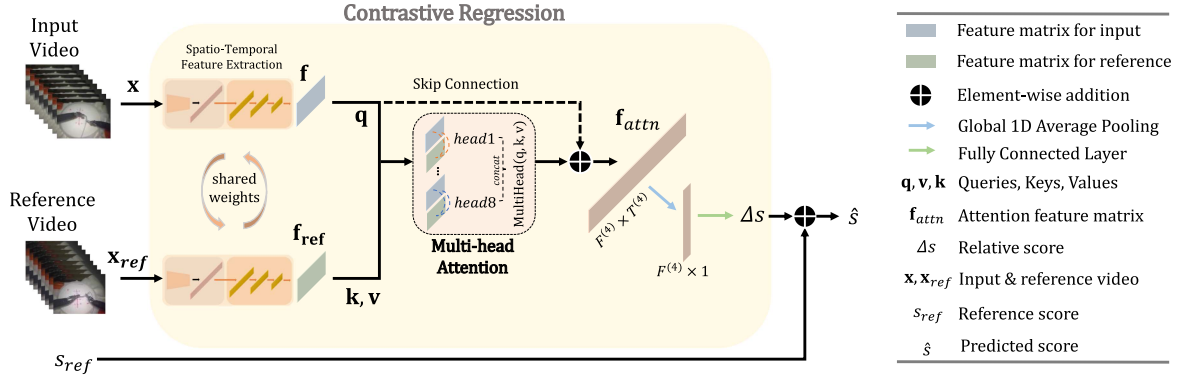 Contrastive Regression
Input
Video
x
Spatio-Temporal
Feature Extraction
f
Skip Connection
q
head1
...
head8
concat
MultiHead(q, k, v)
Multi-head
Attention
f_attn
F^(4) × T^(4)
F^(4) × 1
Δs
ŝ
shared
weights
Reference
Video
x_ref
f_ref
k, v
s_ref
Feature matrix for input
Feature matrix for reference
Element-wise addition
Global 1D Average Pooling
Fully Connected Layer
q, v, k Queries, Keys, Values
f_attn Attention feature matrix
Δs Relative score
x, x_ref Input & reference video
s_ref Reference score
ŝ Predicted score